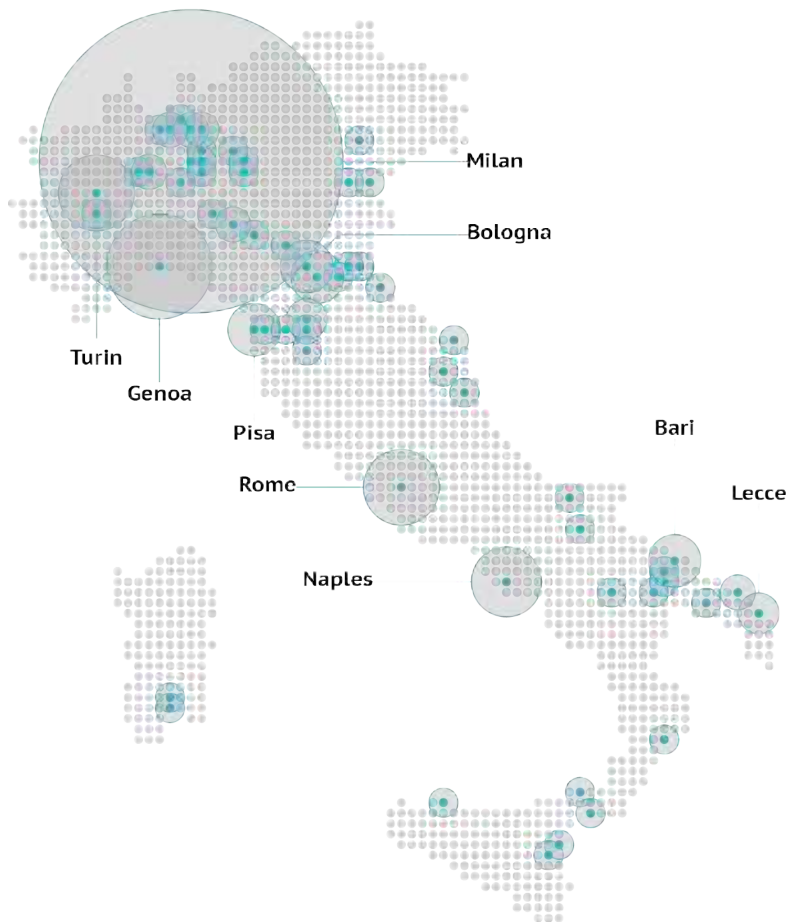 Milan
Bologna
Turin
Genoa
Pisa
Bari
Rome
Lecce
Naples